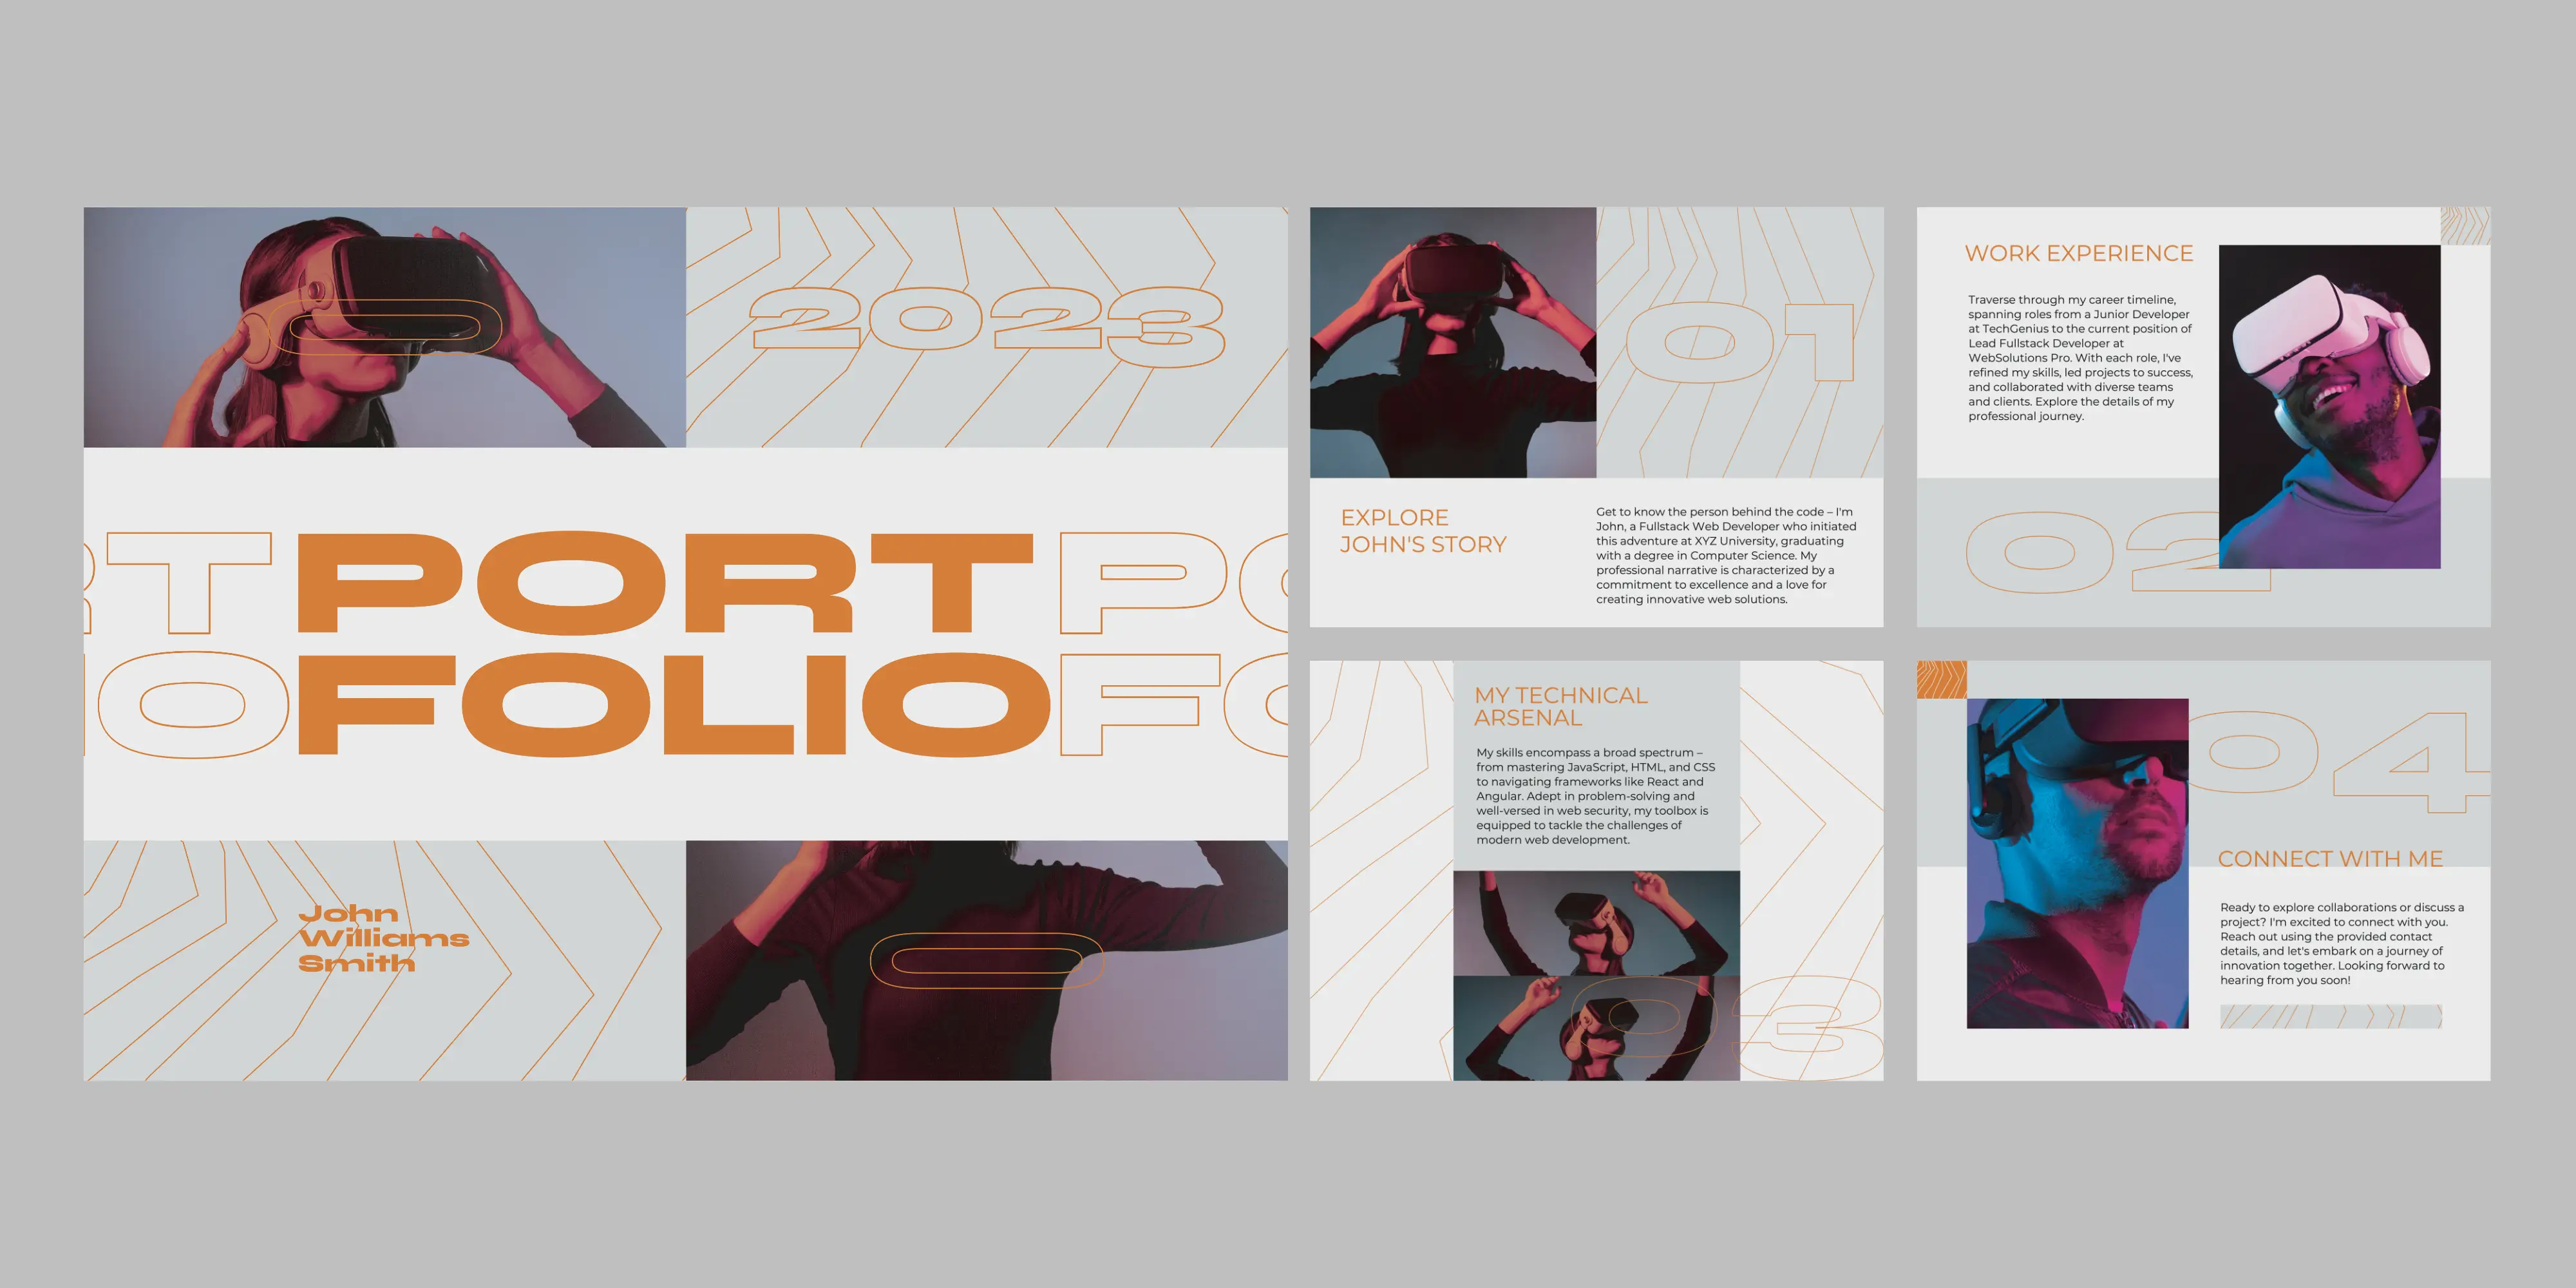 2023
RT PORT PO
IO FOLIO FO
John
Williams
Smith
01
EXPLORE
JOHN'S STORY
Get to know the person behind the code – I'm
John, a Fullstack Web Developer who initiated
this adventure at XYZ University, graduating
with a degree in Computer Science. My
professional narrative is characterized by a
commitment to excellence and a love for
creating innovative web solutions.
WORK EXPERIENCE
Traverse through my career timeline,
spanning roles from a Junior Developer
at TechGenius to the current position of
Lead Fullstack Developer at
WebSolutions Pro. With each role, I've
refined my skills, led projects to success,
and collaborated with diverse teams
and clients. Explore the details of my
professional journey.
02
MY TECHNICAL
ARSENAL
My skills encompass a broad spectrum –
from mastering JavaScript, HTML, and CSS
to navigating frameworks like React and
Angular. Adept in problem-solving and
well-versed in web security, my toolbox is
equipped to tackle the challenges of
modern web development.
03
04
CONNECT WITH ME
Ready to explore collaborations or discuss a
project? I'm excited to connect with you.
Reach out using the provided contact
details, and let's embark on a journey of
innovation together. Looking forward to
hearing from you soon!